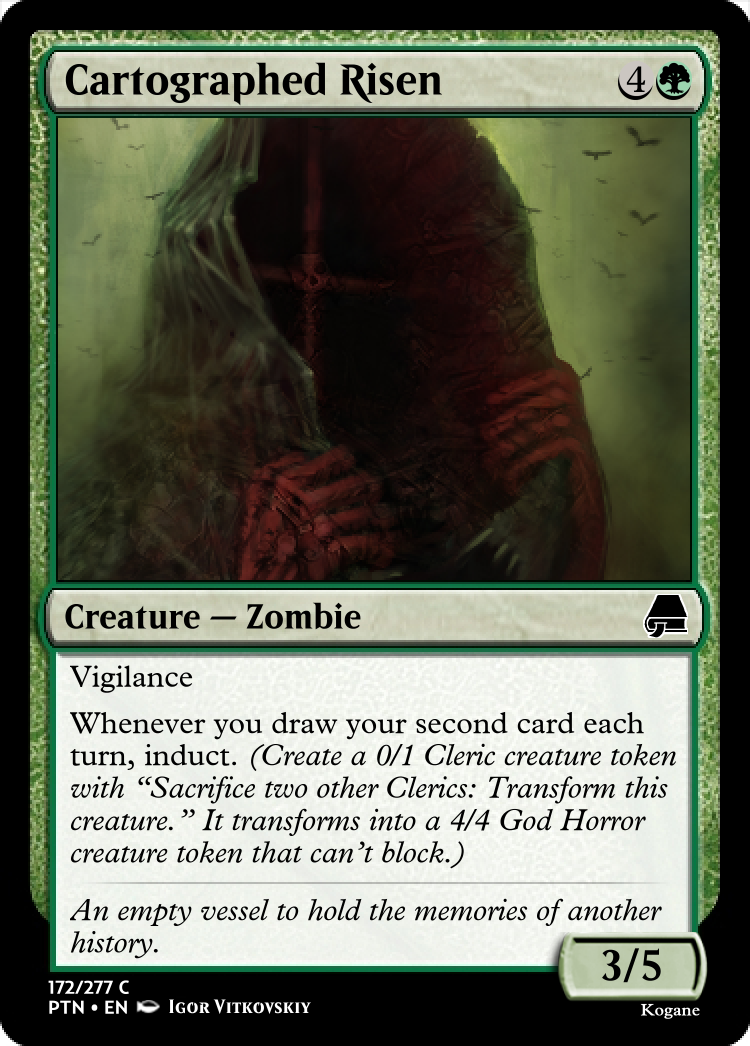 Cartographed Risen 4
Creature — Zombie
Vigilance
Whenever you draw your second card each
turn, induct. (Create a 0/1 Cleric creature token
with “Sacrifice two other Clerics: Transform this
creature.” It transforms into a 4/4 God Horror
creature token that can’t block.)
An empty vessel to hold the memories of another
history.
3/5
172/277 C
PTN • EN Igor Vitkovskiy
Kogane